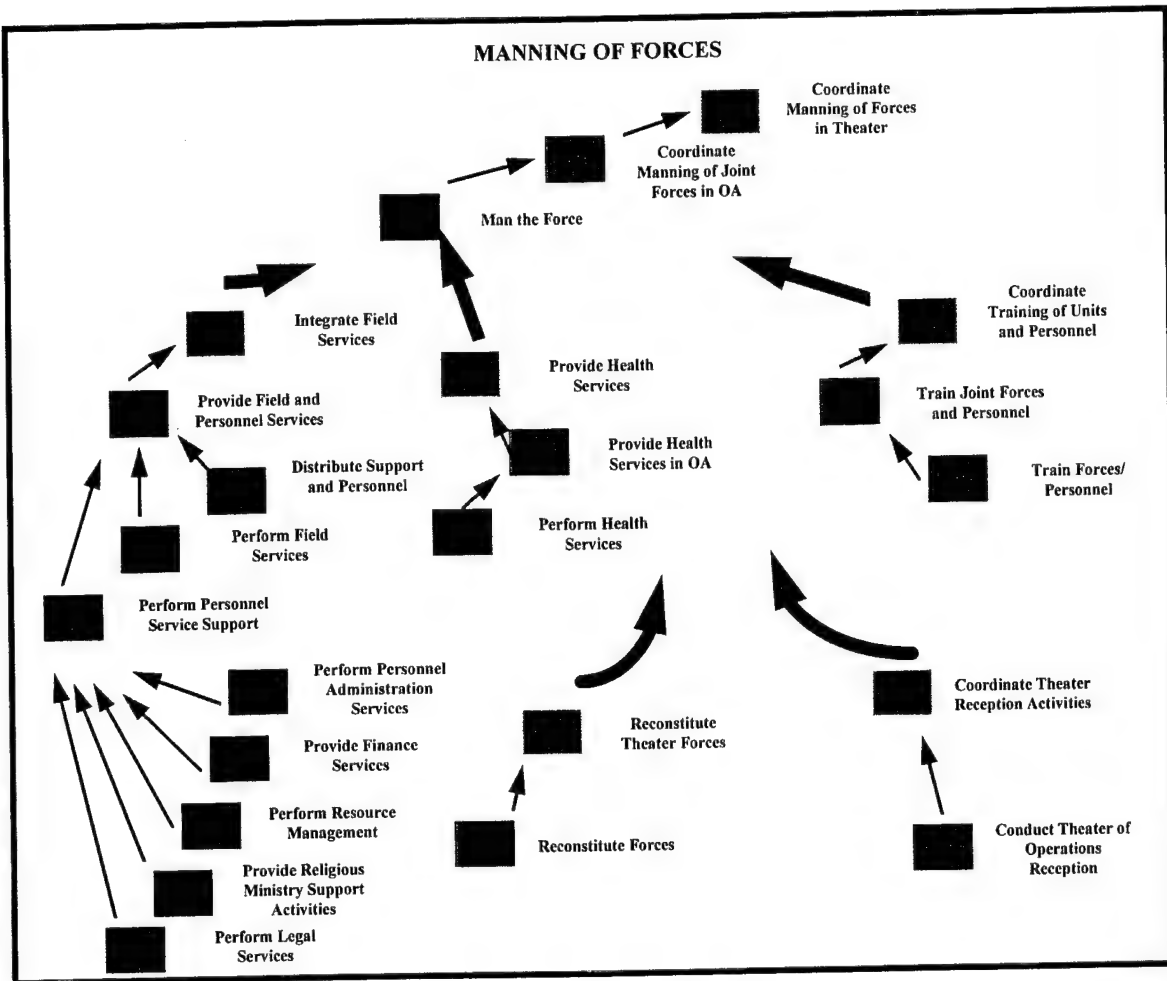 MANNING OF FORCES
Coordinate
Manning of Forces
in Theater
Coordinate
Manning of Joint
Forces in OA
Man the Force
Integrate Field
Services
Coordinate
Training of Units
and Personnel
Provide Health
Services
Provide Field and
Personnel Services
Train Joint Forces
and Personnel
Distribute Support
and Personnel
Provide Health
Services in OA
Train Forces/
Personnel
Perform Field
Services
Perform Health
Services
Perform Personnel
Service Support
Perform Personnel
Administration
Services
Coordinate Theater
Reception Activities
Reconstitute
Theater Forces
Provide Finance
Services
Perform Resource
Management
Reconstitute Forces
Conduct Theater of
Operations
Reception
Provide Religious
Ministry Support
Activities
Perform Legal
Services